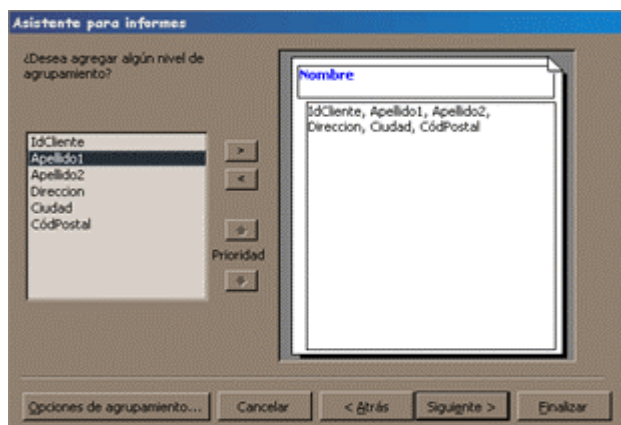 Asistente para informes
¿Desea agregar algún nivel de
agrupamiento?
IdCliente
Apellido1
Apellido2
Direccion
Ciudad
CódPostal
>
<
Prioridad
Nombre
IdCliente, Apellido1, Apellido2,
Direccion, Ciudad, CódPostal
Opciones de agrupamiento...
Cancelar
< Atrás
Siguiente >
Finalizar